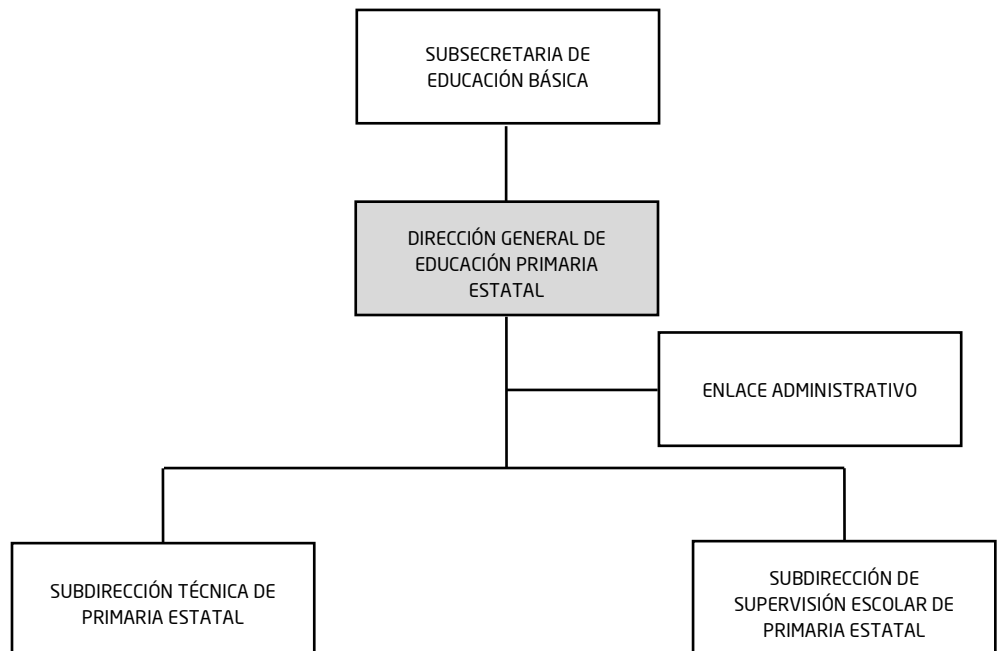 SUBSECRETARIA DE
EDUCACIÓN BÁSICA
DIRECCIÓN GENERAL DE
EDUCACIÓN PRIMARIA
ESTATAL
ENLACE ADMINISTRATIVO
SUBDIRECCIÓN TÉCNICA DE
PRIMARIA ESTATAL
SUBDIRECCIÓN DE
SUPERVISIÓN ESCOLAR DE
PRIMARIA ESTATAL